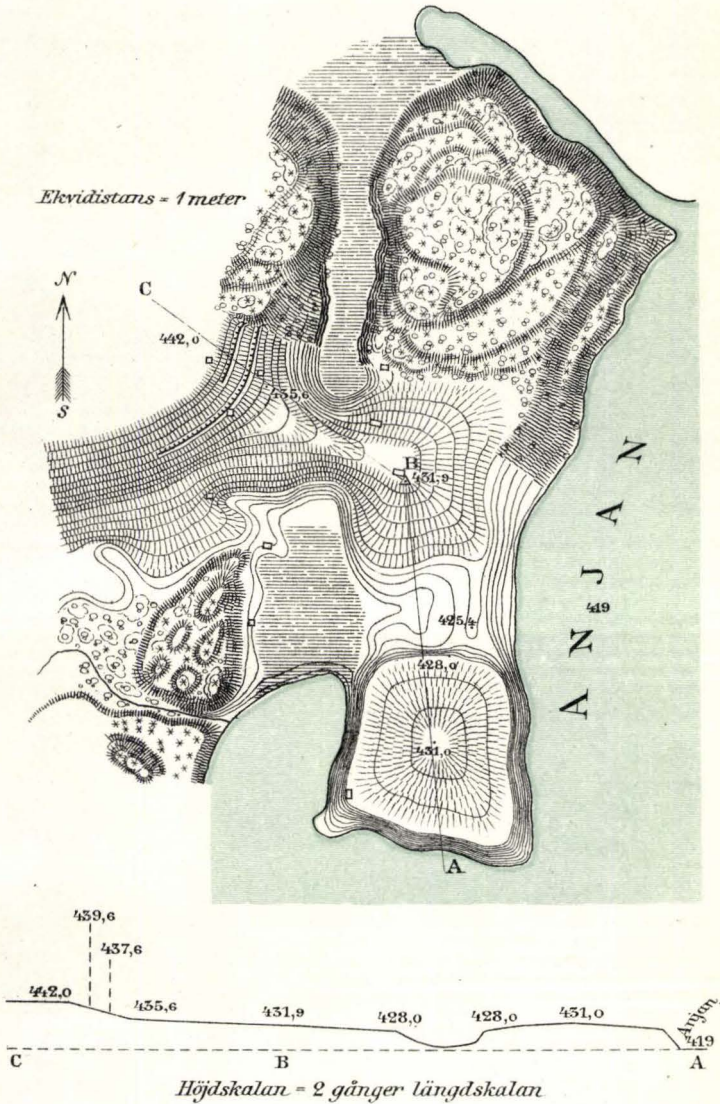 Ekvidistans = 1 meter
N
S
C
442,0
435,6
B
431,9
ANJAN
419
425,4
428,0
431,0
A
439,6
437,6
442,0
435,6
431,9
428,0
428,0
431,0
Anjan
419
C
B
A
Höjdskalan = 2 gånger längdskalan